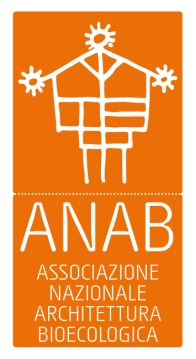 ANAB
ASSOCIAZIONE
NAZIONALE
ARCHITETTURA
BIOECOLOGICA